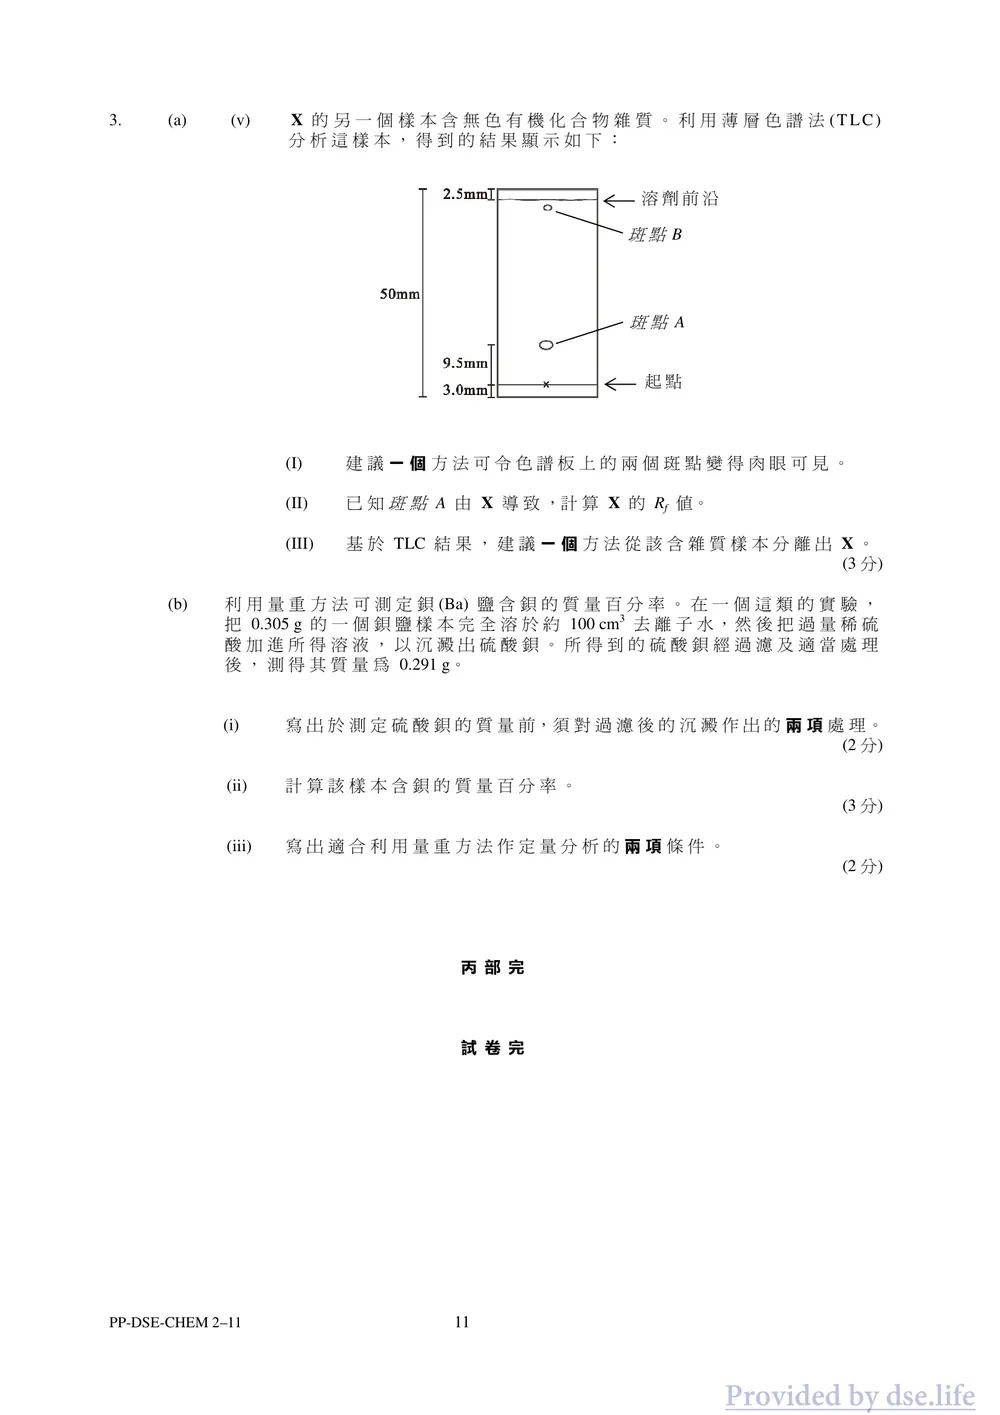 3. (a) (v) X 的另一個樣本含無色有機化合物雜質。利用薄層色譜法(TLC)
分析這樣本，得到的結果顯示如下：
2.5mm
溶劑前沿
斑點 B
50mm
斑點 A
9.5mm
起點
3.0mm
(I) 建議一個方法可令色譜板上的兩個斑點變得肉眼可見。
(II) 已知斑點 A 由 X 導致，計算 X 的 Rf 值。
(III) 基於 TLC 結果，建議一個方法從該含雜質樣本分離出 X。
(3 分)
(b) 利用量重方法可測定鋇(Ba) 鹽含鋇的質量百分率。在一個這類的實驗，
把 0.305 g 的一個鋇鹽樣本完全溶於約 100 cm³ 去離子水，然後把過量稀硫
酸加進所得溶液，以沉澱出硫酸鋇。所得到的硫酸鋇經過濾及適當處理
後，測得其質量為 0.291 g。
(i) 寫出於測定硫酸鋇的質量前，須對過濾後的沉澱作出的兩項處理。
(2 分)
(ii) 計算該樣本含鋇的質量百分率。
(3 分)
(iii) 寫出適合利用量重方法作定量分析的兩項條件。
(2 分)
丙部完
試卷完
PP-DSE-CHEM 2–11 11
Provided by dse.life